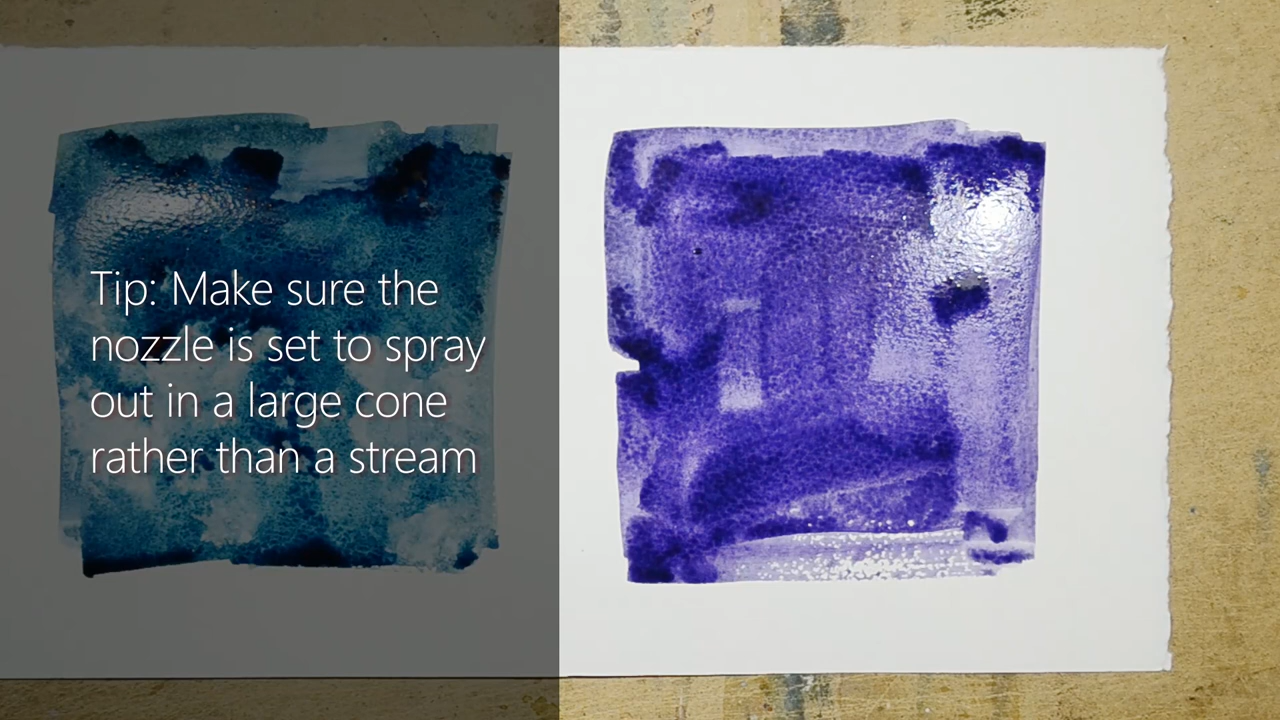 Tip: Make sure the
nozzle is set to spray
out in a large cone
rather than a stream